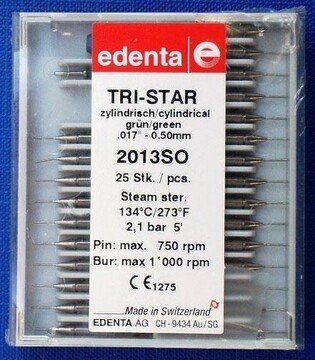 edenta e
TRI-STAR
zylindrisch/cylindrical
grün/green
.017" - 0.50mm
2013SO
25 Stk. / pcs.
Steam ster.
134°C/273°F
2,1 bar 5'
Pin: max. 750 rpm
Bur: max 1´000 rpm
CE 1275
Made in Switzerland
EDENTA AG CH - 9434 Au/SG